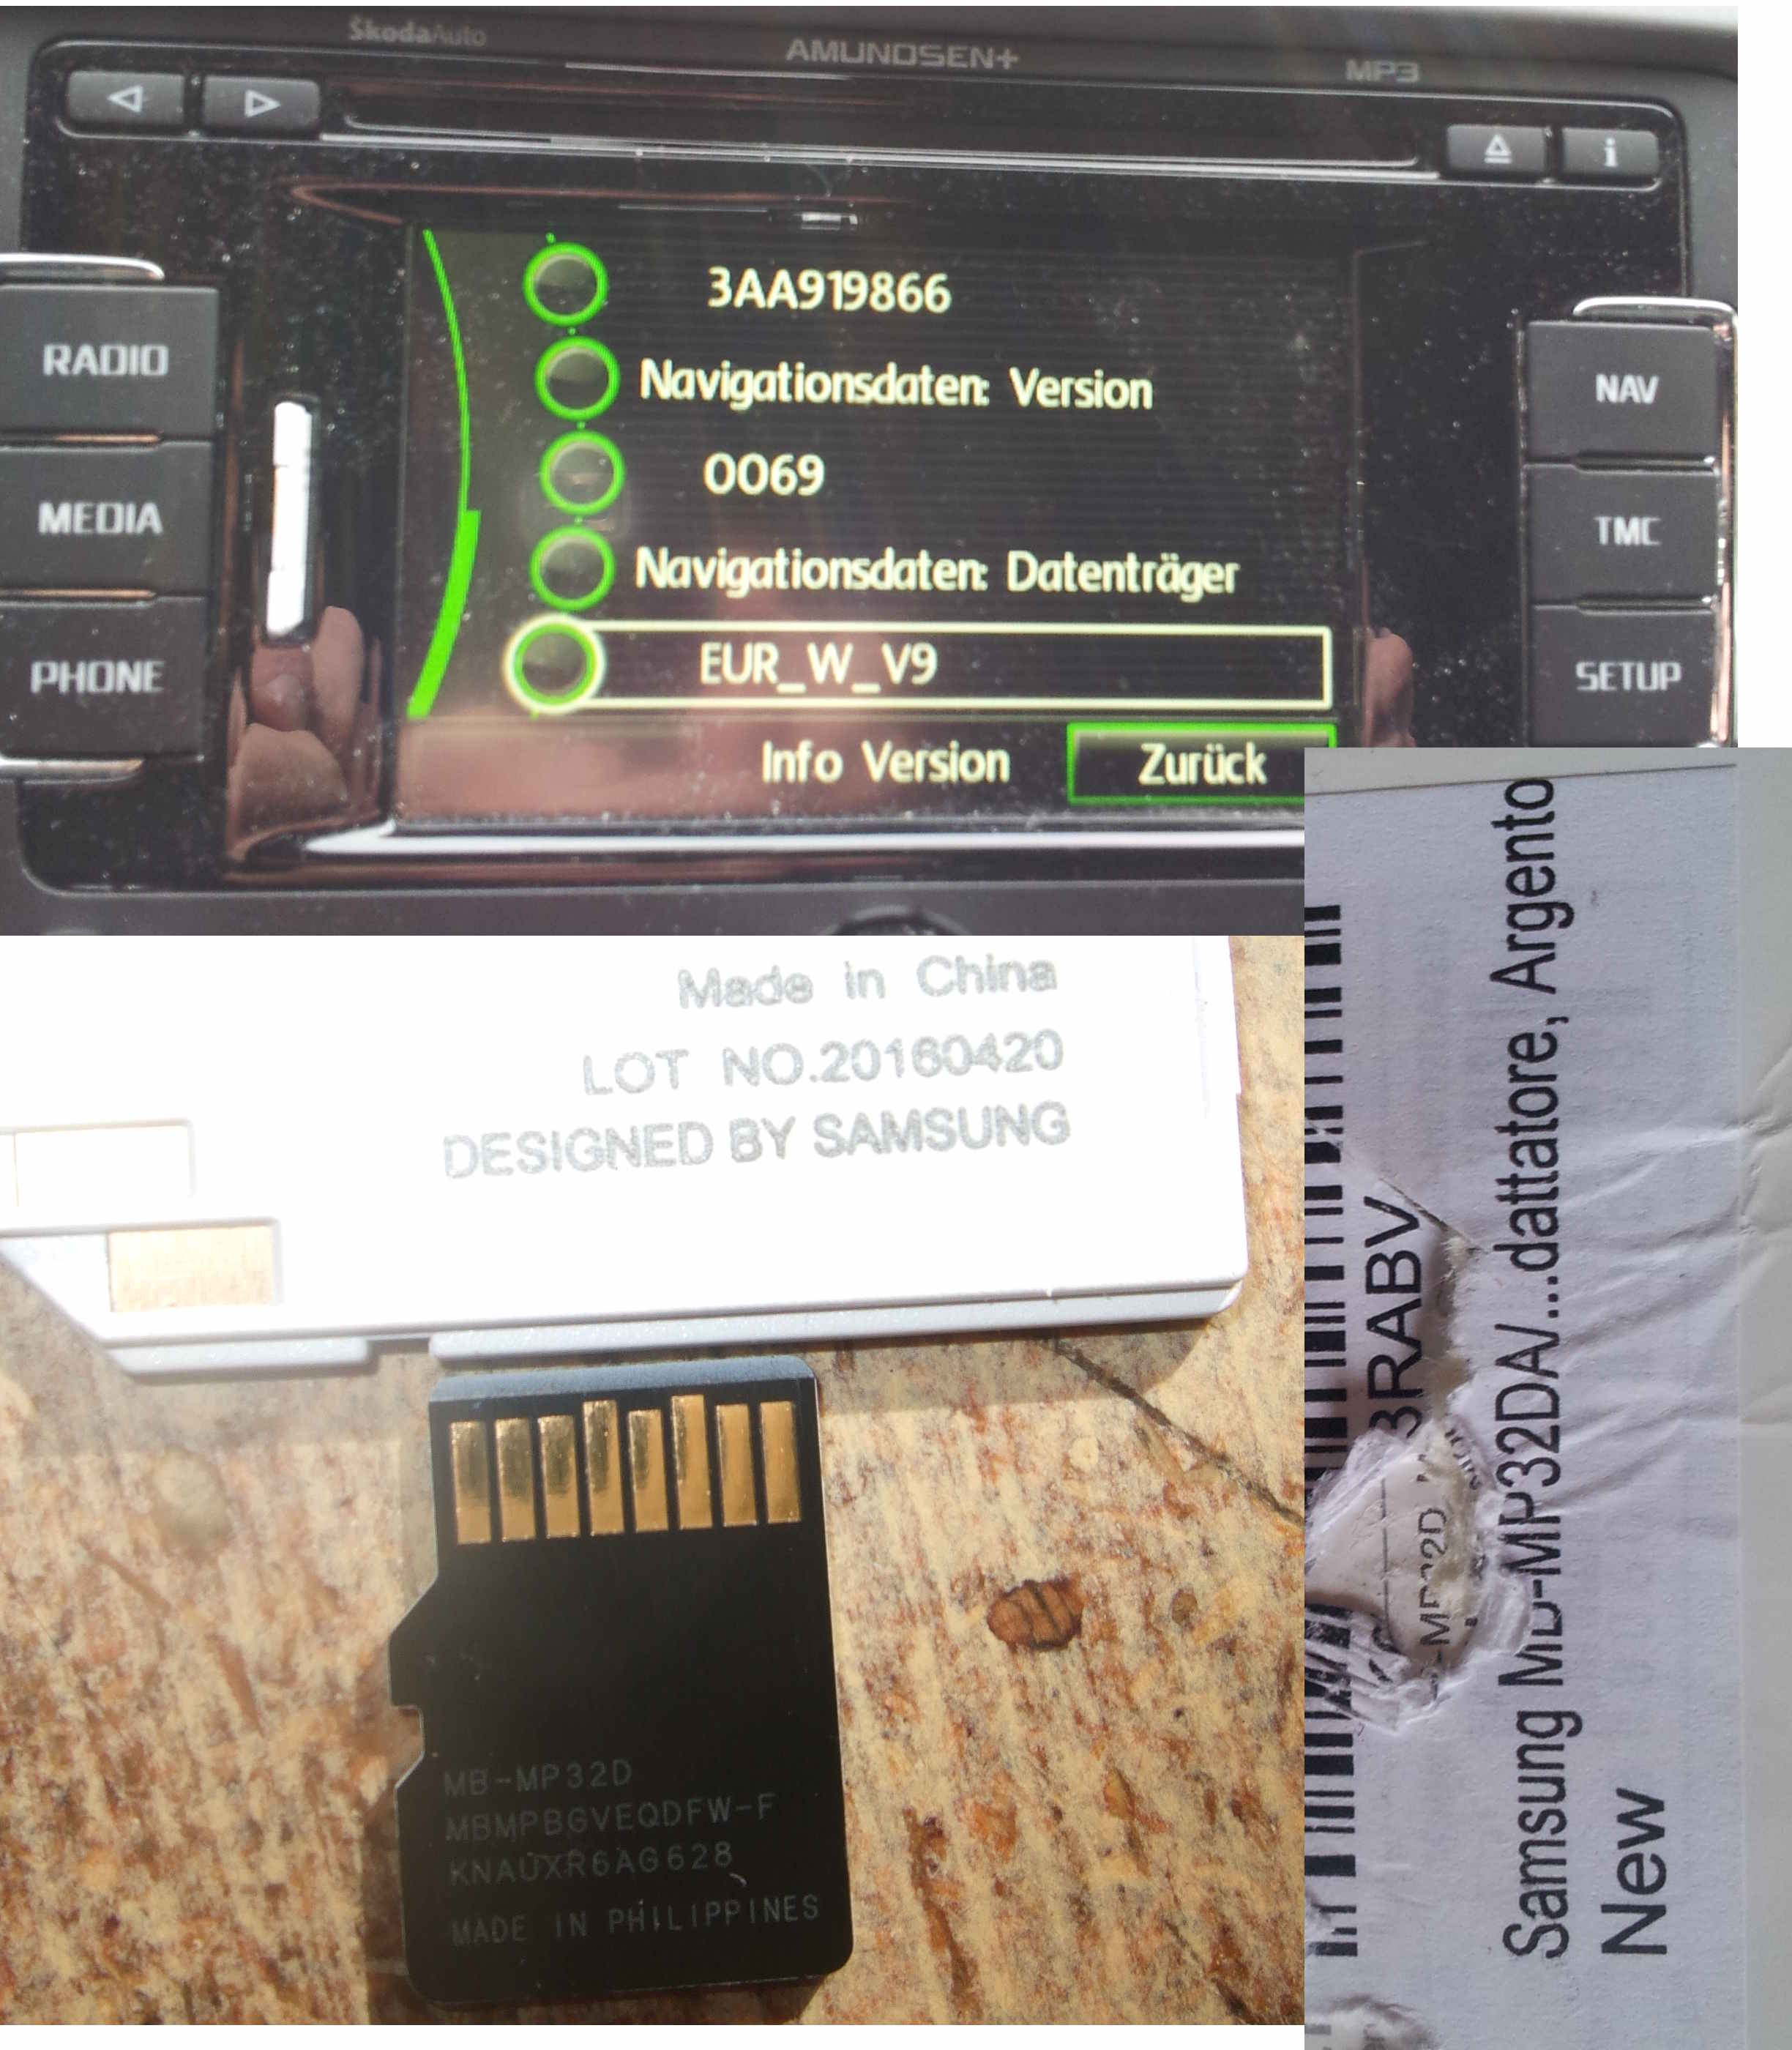 SkodaAuto
AMUNDSEN+
MP3
i
RADIO
MEDIA
PHONE
NAV
TMC
SETUP
3AA919866
Navigationsdaten: Version
0069
Navigationsdaten: Datenträger
EUR_W_V9
Info Version
Zurück
Made in China
LOT NO.20160420
DESIGNED BY SAMSUNG
MB-MP32D
MBMPBGVEQDFW-F
KNAUXR6AG628
MADE IN PHILIPPINES
3RABV
Samsung MB-MP32DA/...dattatore, Argento
New